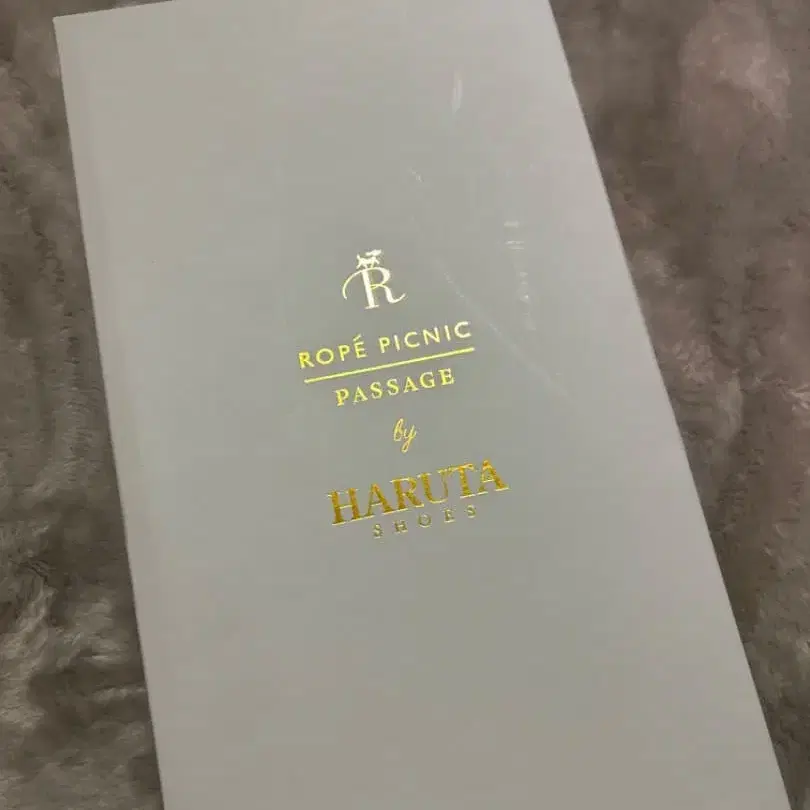 R
ROPÉ PICNIC
PASSAGE
by
HARUTA
SHOES